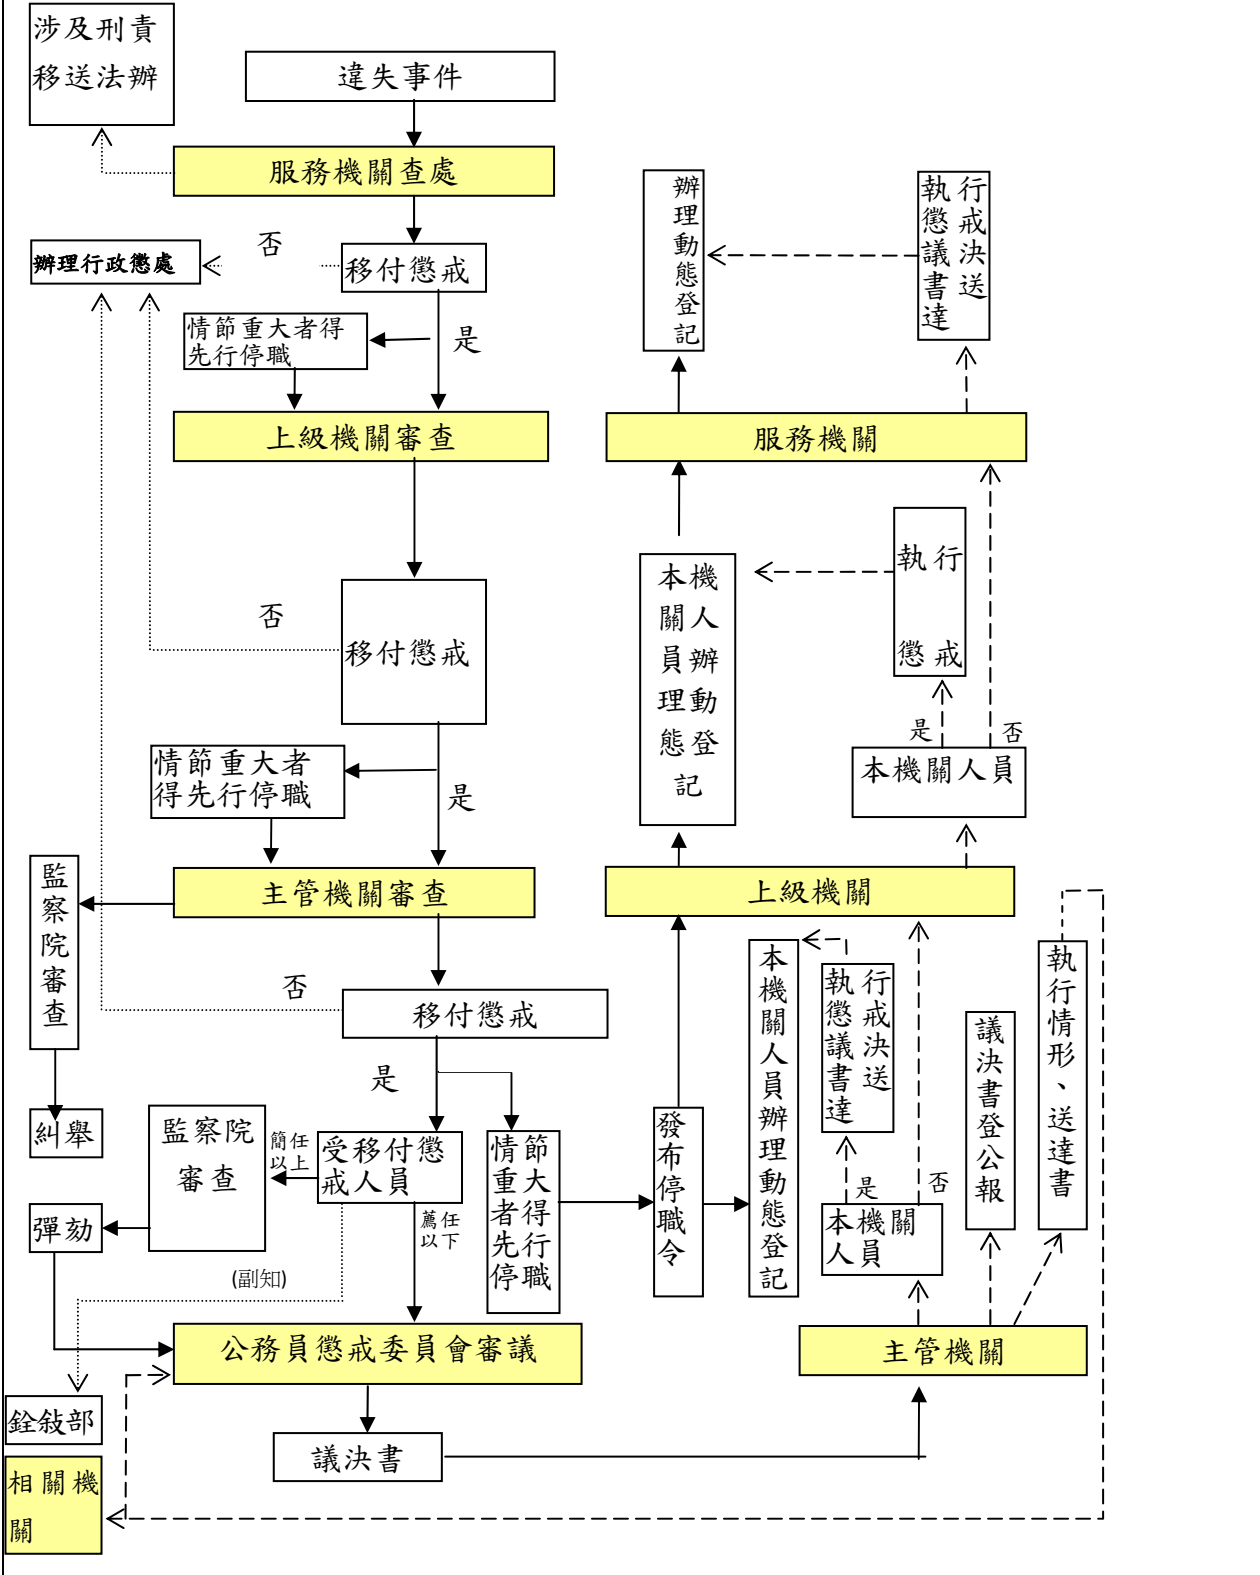 涉及刑責
移送法辦
違失事件
服務機關查處
否
辦理行政懲處
移付懲戒
情節重大者得
先行停職
是
上級機關審查
否
移付懲戒
情節重大者
得先行停職
是
主管機關審查
監察院審查
糾舉
否
移付懲戒
是
監察院
審查
簡任
以上
受移付懲
戒人員
情節
重大
者得
先行
停職
彈劾
薦任
以下
(副知)
公務員懲戒委員會審議
銓敍部
議決書
相關機
關
辦理動態登記
執行
懲戒
議決
書送
達
服務機關
本機
關人
員辦
理動
態登
記
執行
懲戒
是
否
本機關人員
上級機關
發布停職令
本機關人員辦理動態登記
執行
懲戒
議決
書送
達
是
否
本機關
人員
議決書登公報
執行情形、送達書
主管機關